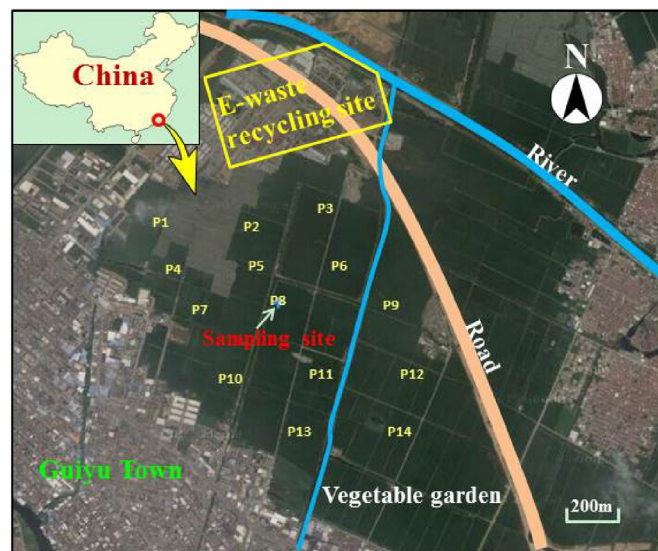 China
E-waste
recycling site
N
River
P1
P2
P3
P4
P5
P6
P7
P8
P9
Sampling site
Road
P10
P11
P12
P13
P14
Guiyu Town
Vegetable garden
200m